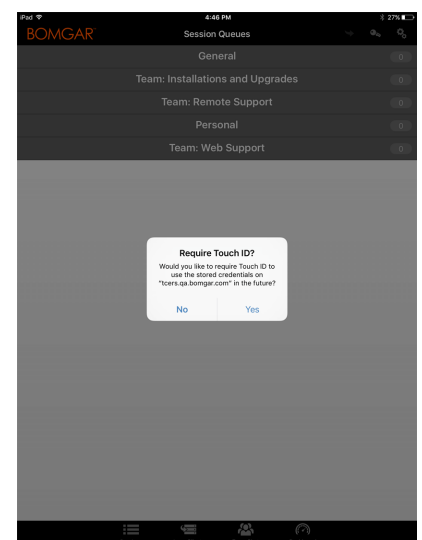 iPad 4:46 PM 27%
BOMGAR
Session Queues
General 0
Team: Installations and Upgrades 0
Team: Remote Support 0
Personal 0
Team: Web Support 0
Require Touch ID?
Would you like to require Touch ID to
use the stored credentials on
"tcers.qa.bomgar.com" in the future?
No Yes